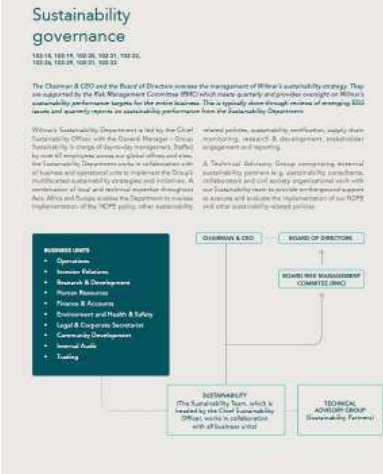 Sustainability
governance
102-18, 102-19, 102-20, 102-21, 102-22,
102-26, 102-29, 102-31, 102-32
The Chairman & CEO and the Board of Directors oversee the management of Wilmar's sustainability strategy. They
are supported by the Risk Management Committee (RMC) which meets quarterly and provides oversight on Wilmar's
sustainability performance targets for the entire business. This is typically done through reviews of emerging ESG
issues and quarterly reports on sustainability performance from the Sustainability Department.
Wilmar's Sustainability Department is led by the Chief
Sustainability Officer, with the General Manager – Group
Sustainability in charge of day-to-day management. Staffed
by over 60 employees across our global offices and sites,
the Sustainability Department works in collaboration with
all business and operational units to implement the Group's
multifaceted sustainability strategies and initiatives. A
combination of local and technical expertise throughout
Asia, Africa and Europe enables the Department to oversee
implementation of the NDPE policy, other sustainability
related policies, sustainability certification, supply chain
monitoring, research & development, stakeholder
engagement and reporting.
A Technical Advisory Group comprising external
sustainability partners (e.g. sustainability consultants,
collaborators and civil society organisations) work with
our Sustainability team to provide on-the-ground support
to execute and evaluate the implementation of our NDPE
and other sustainability-related policies.
CHAIRMAN & CEO
BOARD OF DIRECTORS
BOARD RISK MANAGEMENT
COMMITTEE (RMC)
BUSINESS UNITS
• Operations
• Investor Relations
• Research & Development
• Human Resources
• Finance & Accounts
• Environment and Health & Safety
• Legal & Corporate Secretariat
• Community Development
• Internal Audit
• Trading
SUSTAINABILITY
(The Sustainability Team, which is
headed by the Chief Sustainability
Officer, works in collaboration
with all business units)
TECHNICAL
ADVISORY GROUP
(Sustainability Partners)